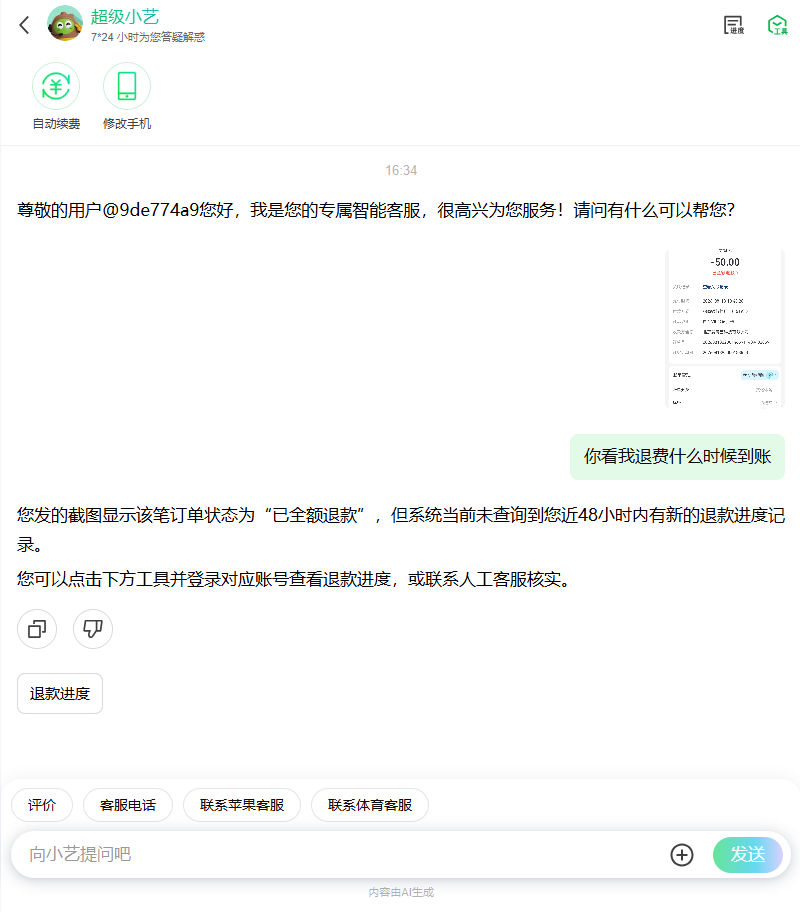 超级小艺
7*24 小时为您答疑解惑
进度
工具
自动续费
修改手机
16:34
尊敬的用户@9de774a9您好，我是您的专属智能客服，很高兴为您服务！请问有什么可以帮您？
-50.00
你看我退费什么时候到账
您发的截图显示该笔订单状态为“已全额退款”，但系统当前未查询到您近48小时内有新的退款进度记
录。
您可以点击下方工具并登录对应账号查看退款进度，或联系人工客服核实。
退款进度
评价
客服电话
联系苹果客服
联系体育客服
向小艺提问吧
发送
内容由AI生成